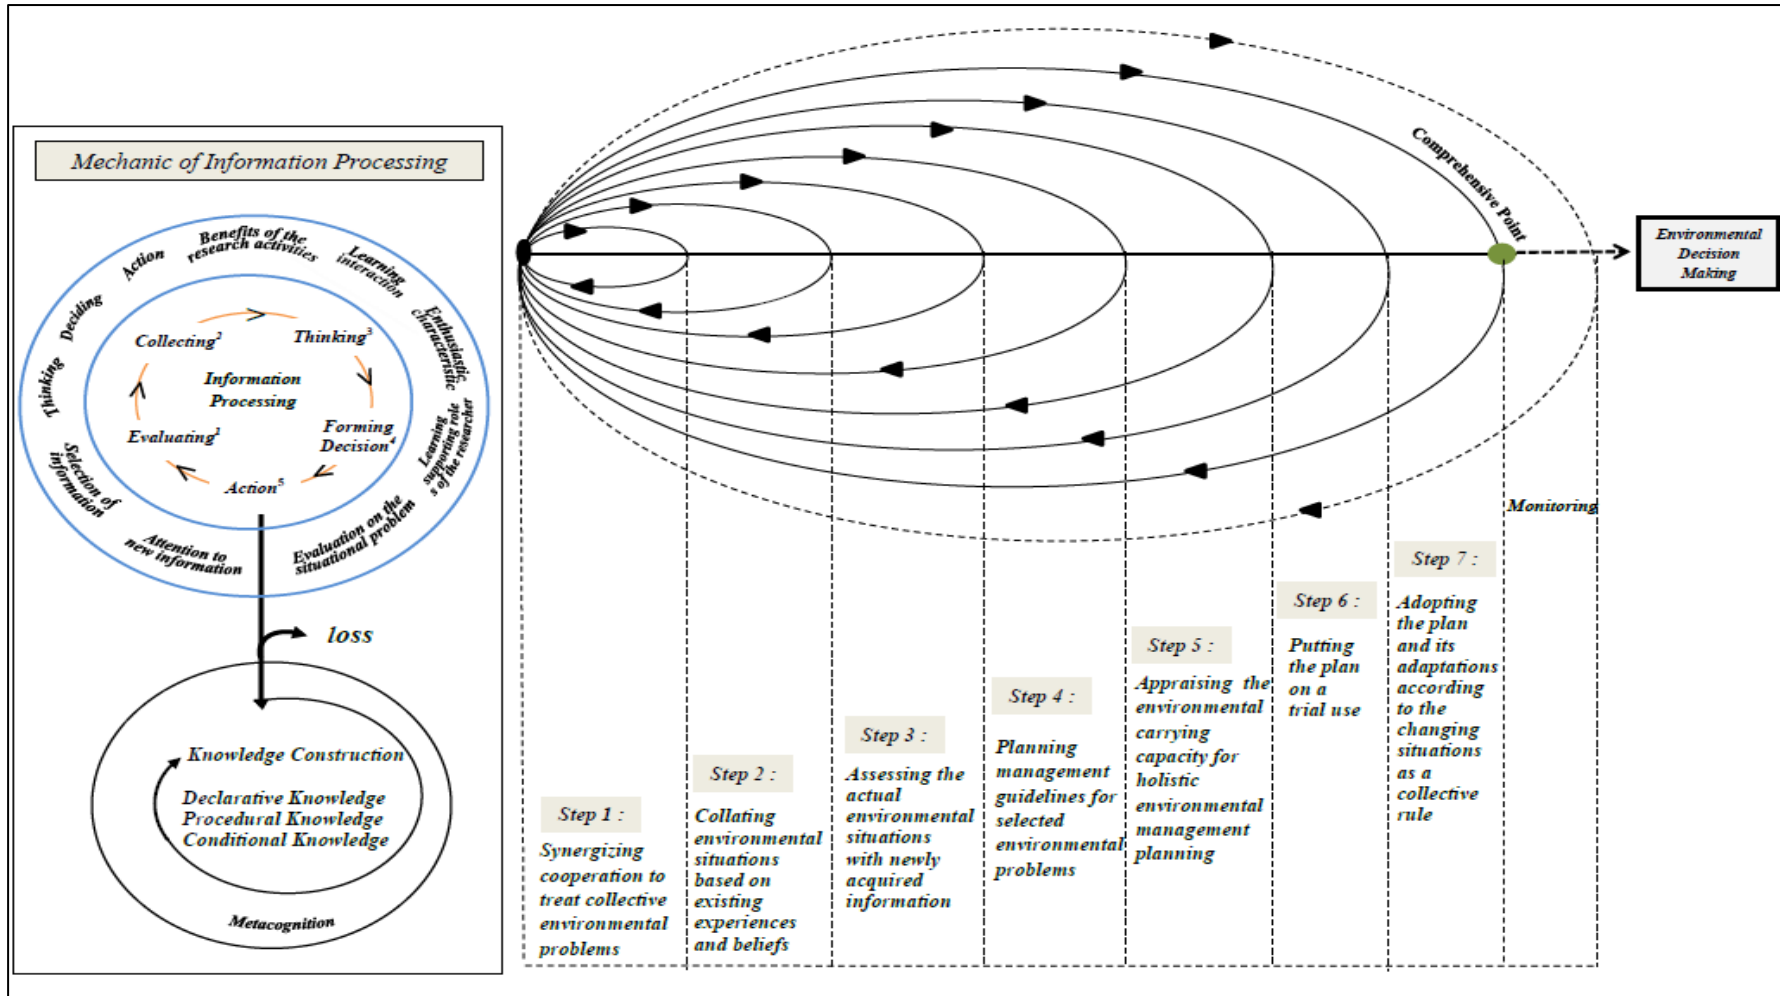 Mechanic of Information Processing
Benefits of the
research activities
Learning
interaction
Enthusiastic
characteristic
Learning
supporting role
s of the researcher
Evaluation on the
situational problem
Attention to
new information
Selection of
information
Thinking
Deciding
Action
Collecting²
Thinking³
Information
Processing
Evaluating¹
Forming
Decision⁴
Action⁵
loss
Knowledge Construction
Declarative Knowledge
Procedural Knowledge
Conditional Knowledge
Metacognition
Comprehensive Point
Environmental
Decision
Making
Monitoring
Step 1 :
Synergizing
cooperation to
treat collective
environmental
problems
Step 2 :
Collating
environmental
situations
based on
existing
experiences
and beliefs
Step 3 :
Assessing the
actual
environmental
situations
with newly
acquired
information
Step 4 :
Planning
management
guidelines for
selected
environmental
problems
Step 5 :
Appraising the
environmental
carrying
capacity for
holistic
environmental
management
planning
Step 6 :
Putting
the plan
on a
trial use
Step 7 :
Adopting
the plan
and its
adaptations
according
to the
changing
situations
as a
collective
rule